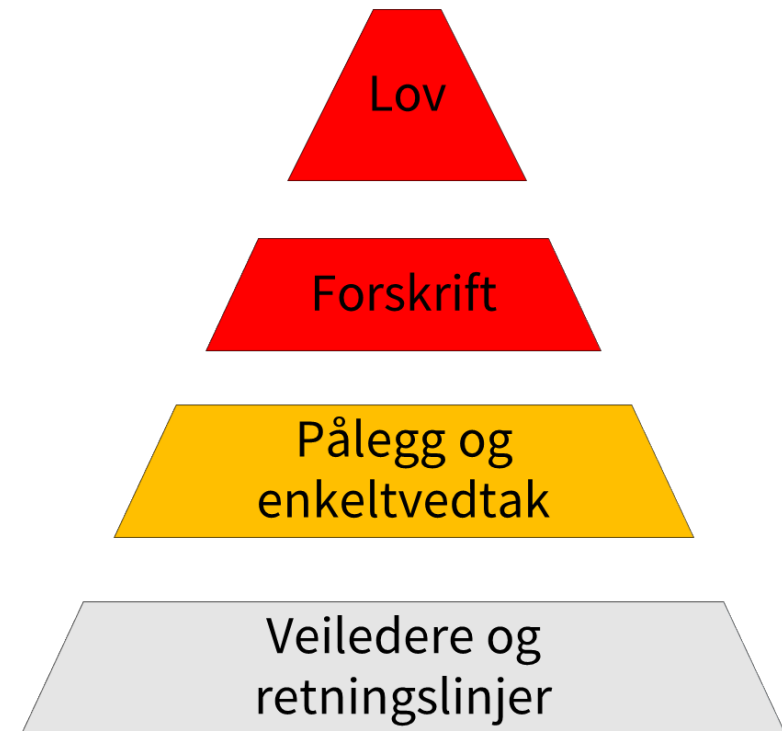 Lov
Forskrift
Pålegg og
enkeltvedtak
Veiledere og
retningslinjer